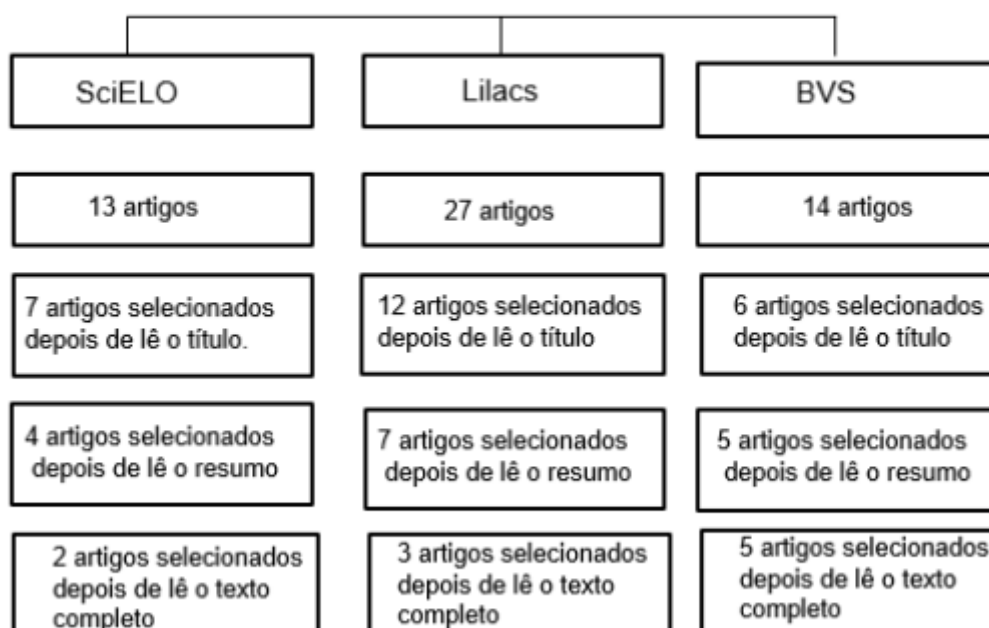 SciELO
Lilacs
BVS
13 artigos
27 artigos
14 artigos
7 artigos selecionados
depois de lê o título.
12 artigos selecionados
depois de lê o título
6 artigos selecionados
depois de lê o título
4 artigos selecionados
depois de lê o resumo
7 artigos selecionados
depois de lê o resumo
5 artigos selecionados
depois de lê o resumo
2 artigos selecionados
depois de lê o texto
completo
3 artigos selecionados
depois de lê o texto
completo
5 artigos selecionados
depois de lê o texto
completo